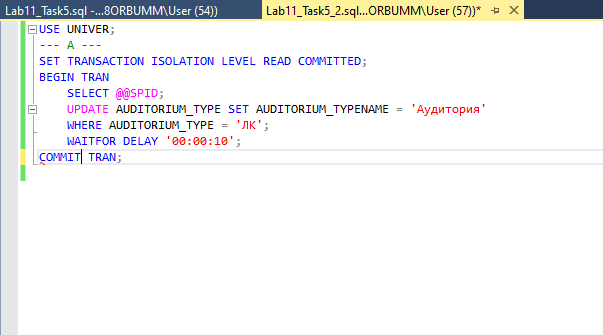 Lab11_Task5.sql -...8ORBUMM\User (54))
Lab11_Task5_2.sql...ORBUMM\User (57))*
USE UNIVER;
--- A ---
SET TRANSACTION ISOLATION LEVEL READ COMMITTED;
BEGIN TRAN
SELECT @@SPID;
UPDATE AUDITORIUM_TYPE SET AUDITORIUM_TYPENAME = 'Аудитория'
WHERE AUDITORIUM_TYPE = 'ЛК';
WAITFOR DELAY '00:00:10';
COMMIT TRAN;